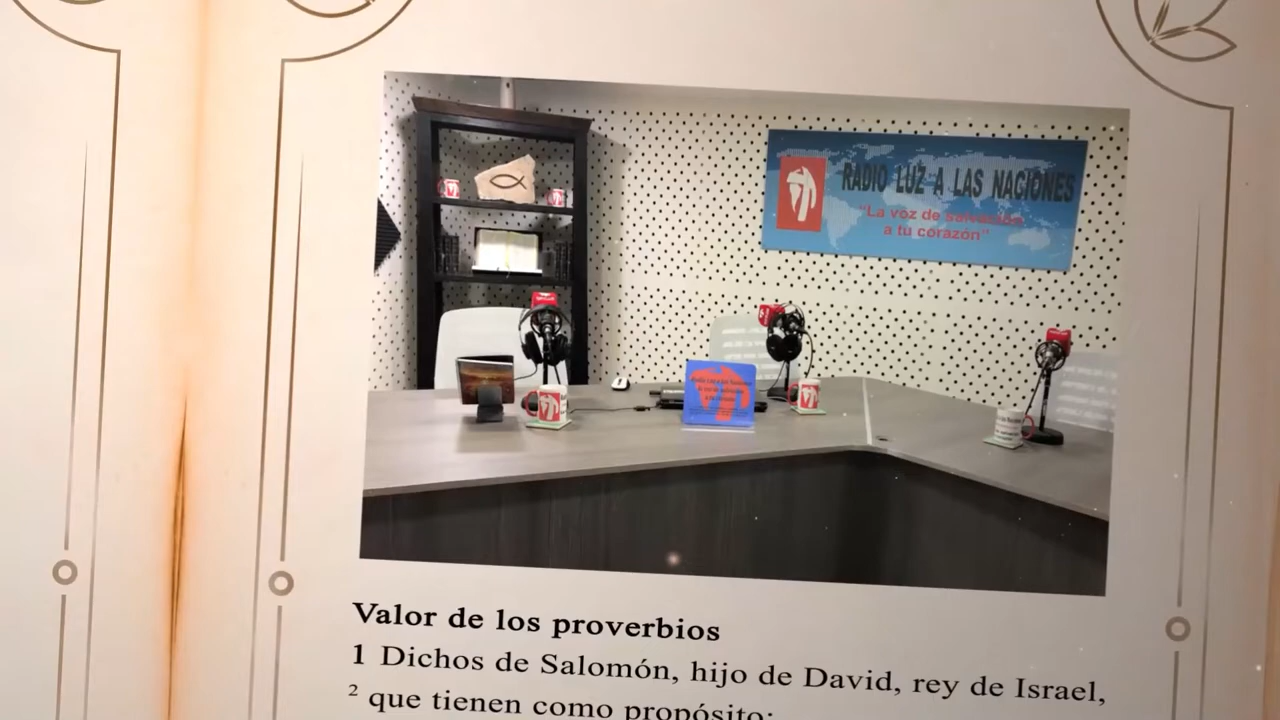 RADIO LUZ A LAS NACIONES
"La voz de salvación
a tu corazón"
Valor de los proverbios
1 Dichos de Salomón, hijo de David, rey de Israel,
2 que tienen como propósito: